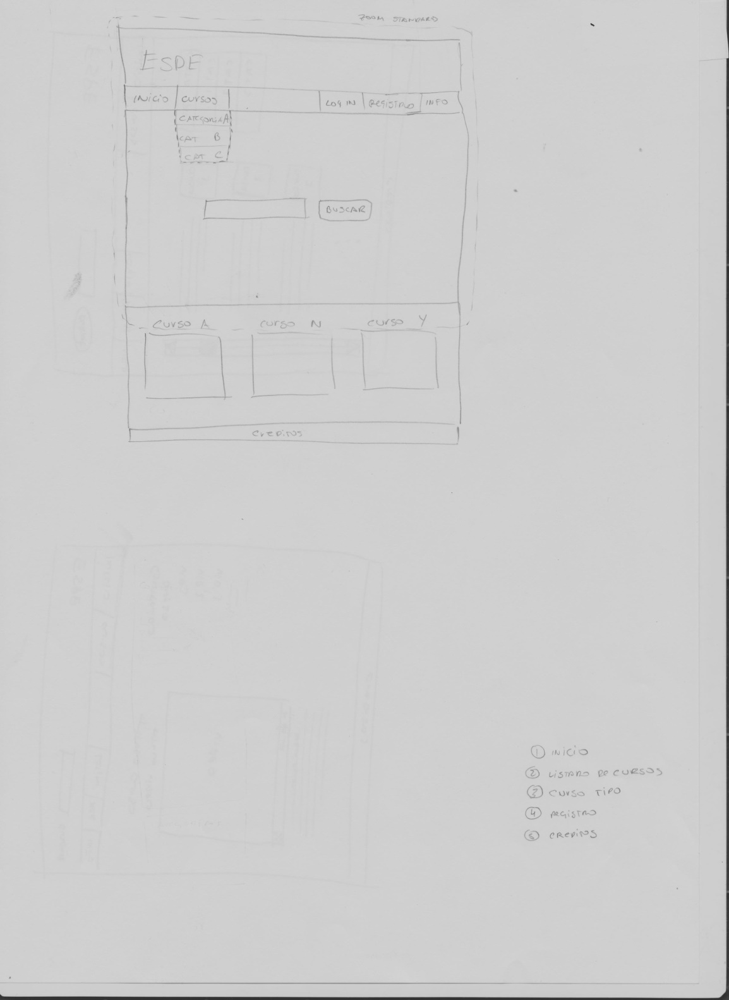 ZOOM STANDARD
ESDE
INICIO CURSOS LOG IN REGISTRO INFO
CATEGORIA A
CAT B
CAT C
BUSCAR
CURSO A CURSO N CURSO Y
CREDITOS
1 INICIO
2 LISTADO DE CURSOS
3 CURSO TIPO
4 REGISTRO
5 CREDITOS